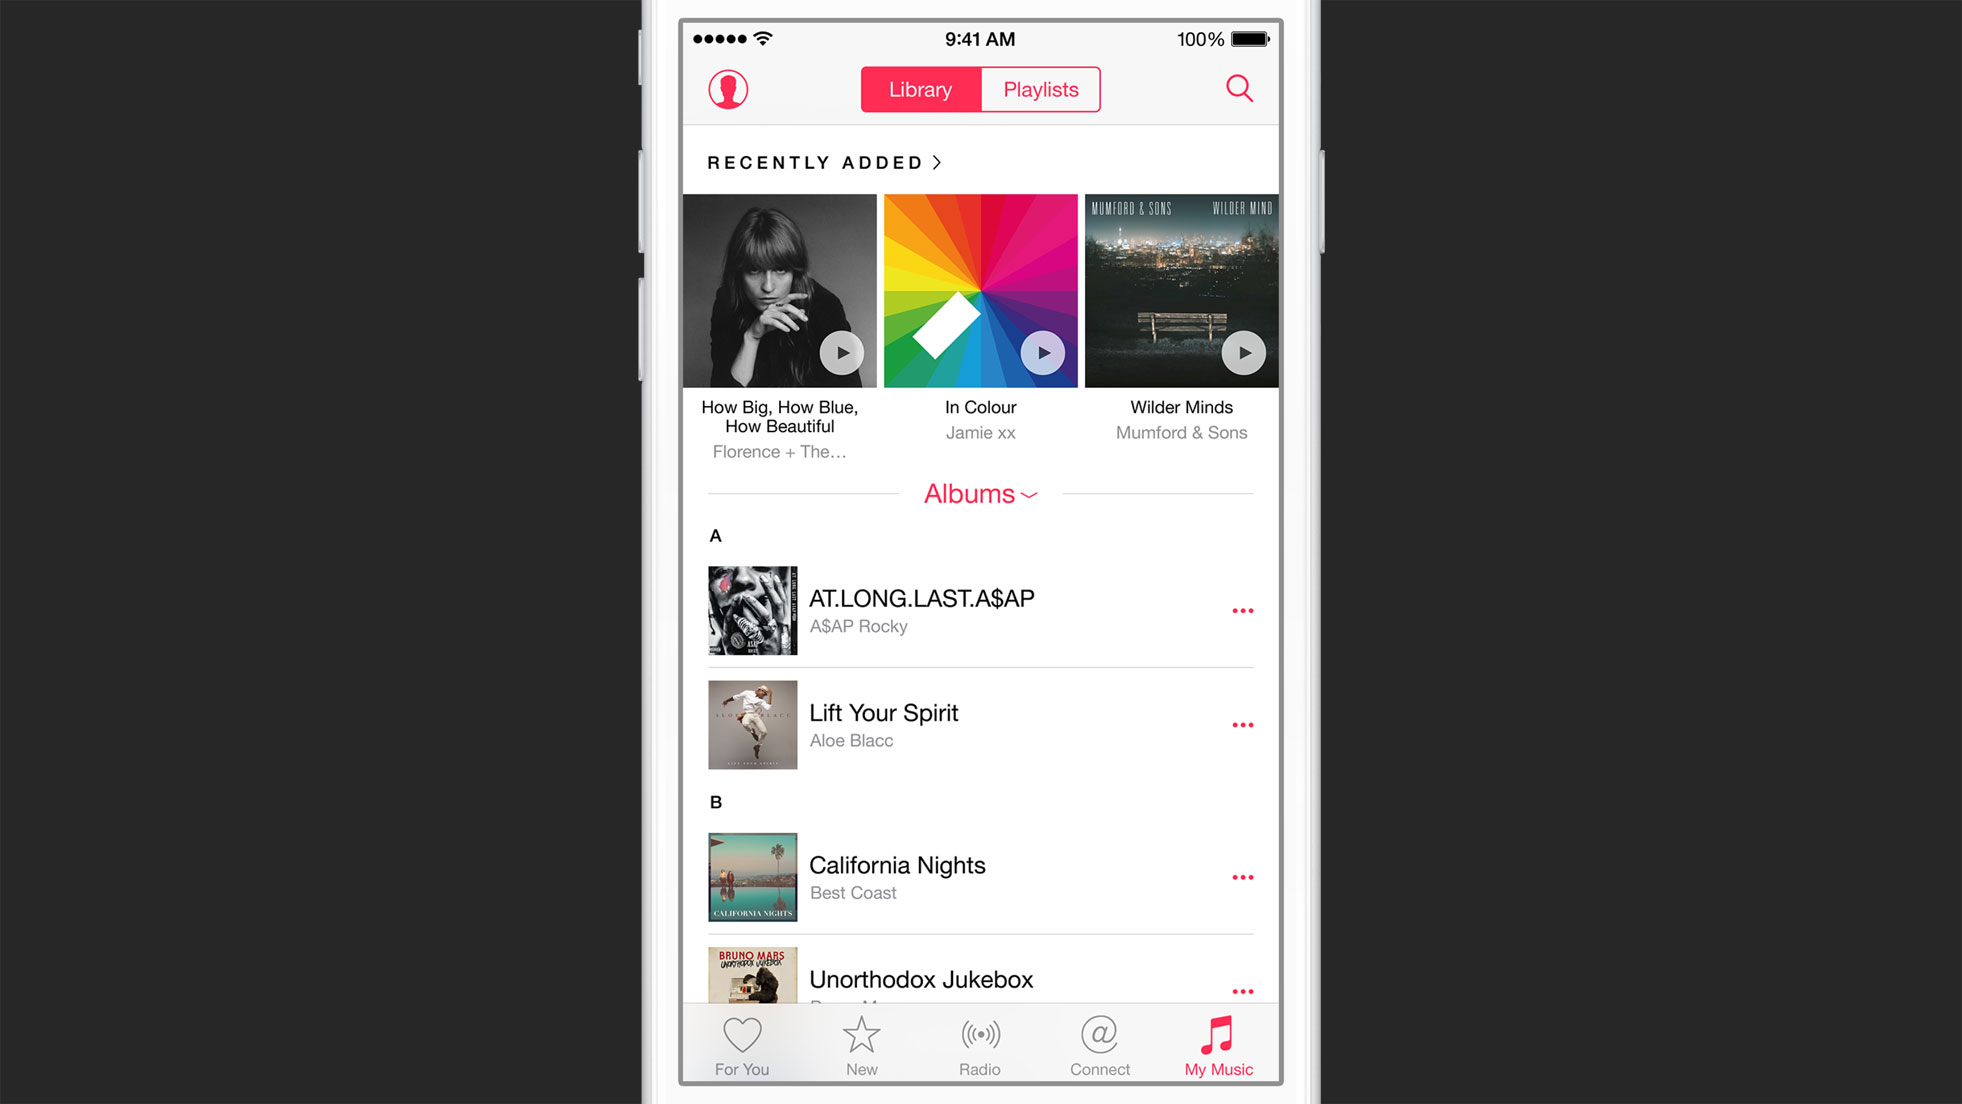 9:41 AM
100%
Library
Playlists
RECENTLY ADDED
MUMFORD & SONS WILDER MIND
How Big, How Blue,
How Beautiful
Florence + The…
In Colour
Jamie xx
Wilder Minds
Mumford & Sons
Albums
A
AT.LONG.LAST.A$AP
A$AP Rocky
Lift Your Spirit
Aloe Blacc
B
CALIFORNIA NIGHTS
California Nights
Best Coast
BRUNO MARS
UNORTHODOX JUKEBOX
Unorthodox Jukebox
For You
New
Radio
Connect
My Music